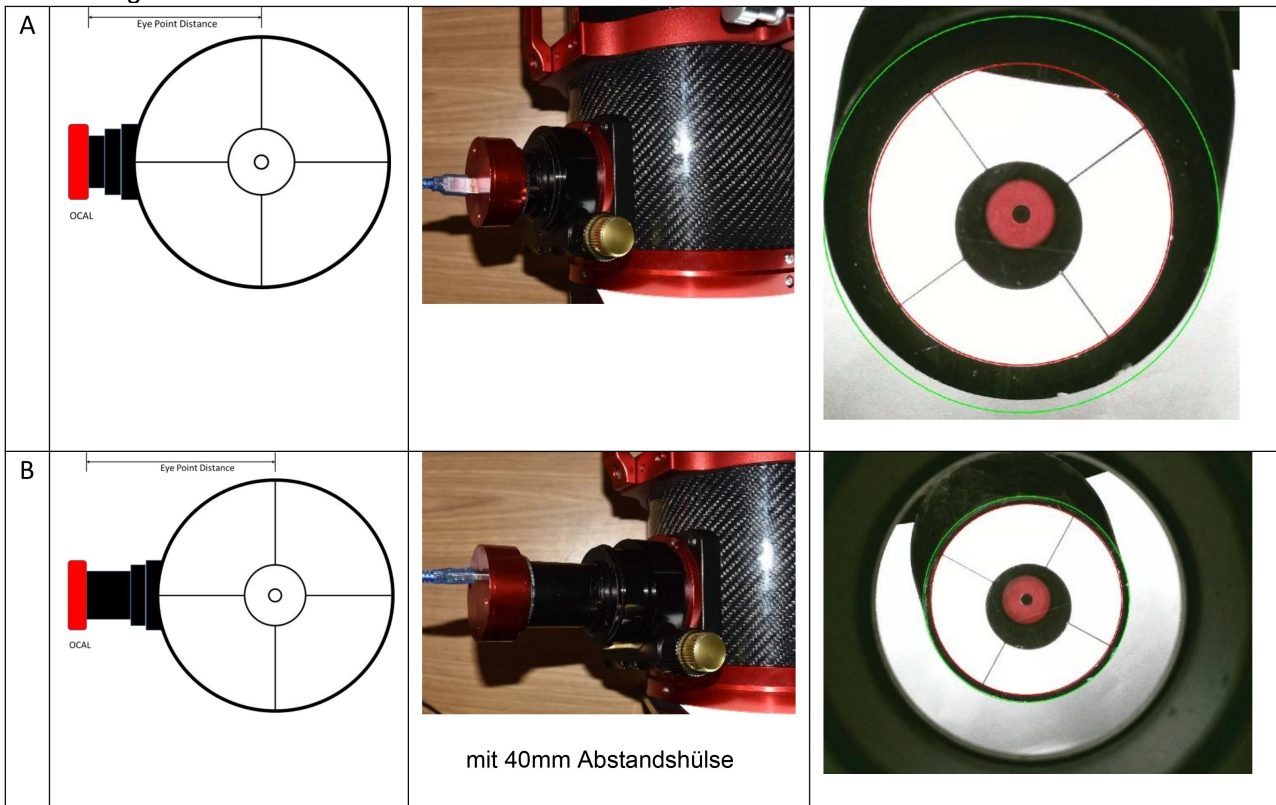 A
Eye Point Distance
OCAL
B
Eye Point Distance
OCAL
mit 40mm Abstandshülse